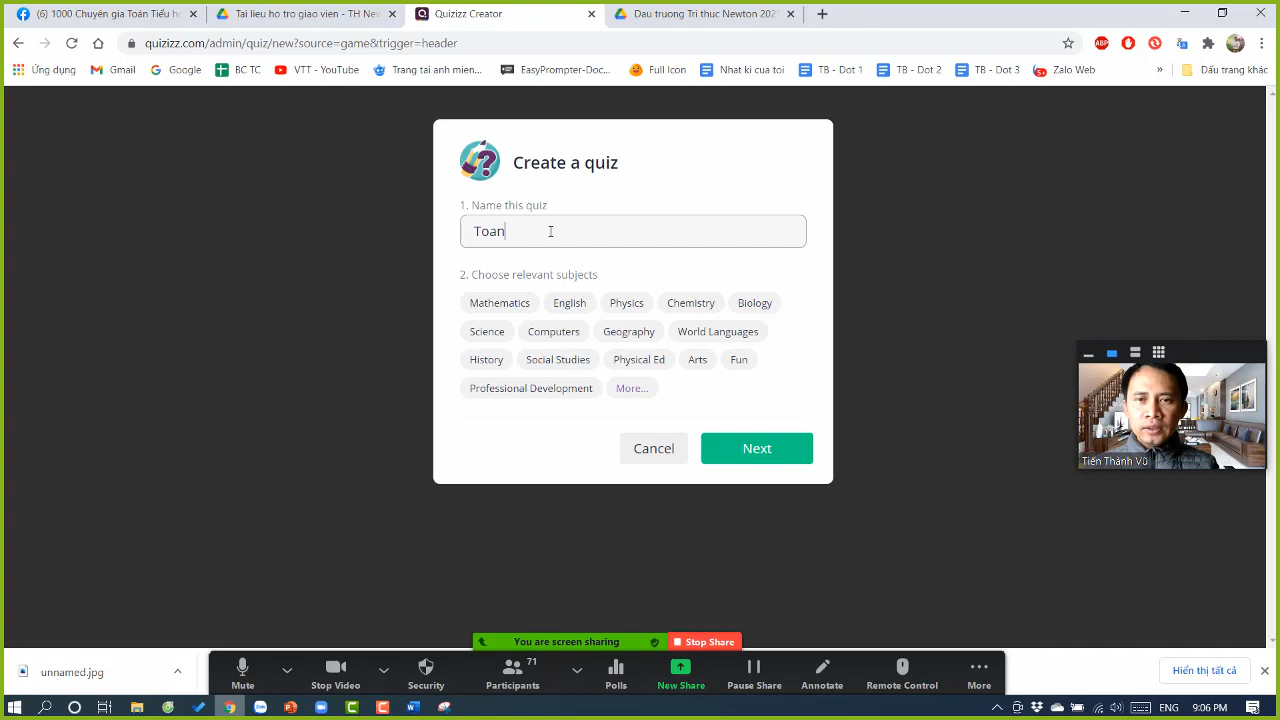 (6) 1000 Chuyên gia Toán Tiểu h
Tai lieu ho tro giao vien - TH Nev
Quizizz Creator
Dau truong Tri thuc Newton 202
quizizz.com/admin/quiz/new?source=game&trigger=header
ABP
Ứng dụng
Gmail
Google
BC TC
VTT - YouTube
Trang tai anh mien...
Easy Prompter-Doc...
Full Icon
Nhat ki cua toi
TB - Dot 1
TB - Dot 2
TB - Dot 3
Zalo Web
»
Dấu trang khác
Create a quiz
1. Name this quiz
Toan
2. Choose relevant subjects
Mathematics
English
Physics
Chemistry
Biology
Science
Computers
Geography
World Languages
History
Social Studies
Physical Ed
Arts
Fun
Professional Development
More...
Cancel
Next
Tiến Thành Vũ
You are screen sharing
Stop Share
unnamed.jpg
Mute
Stop Video
Security
Participants
71
Polls
New Share
Pause Share
Annotate
Remote Control
More
Hiển thị tất cả
ENG
9:06 PM